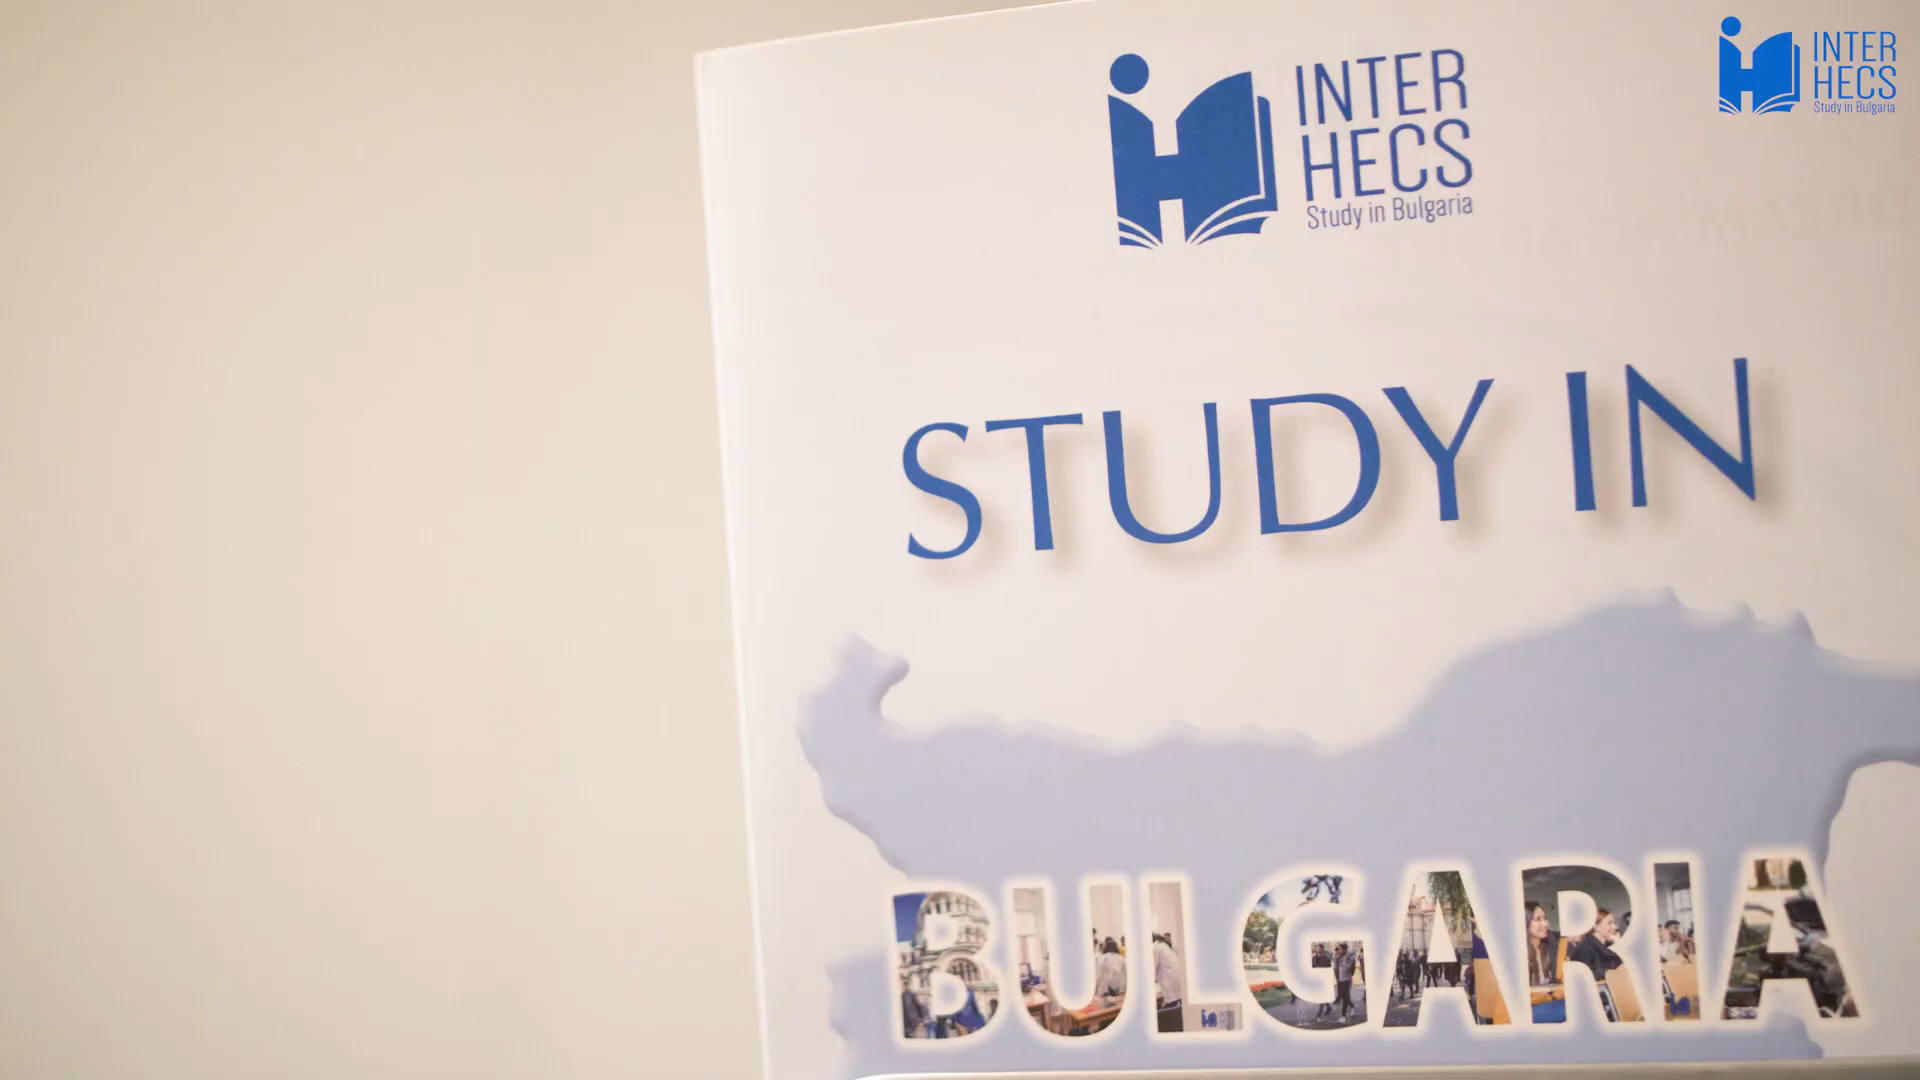 INTER
HECS
Study in Bulgaria
INTER
HECS
Study in Bulgaria
STUDY IN
BULGARIA